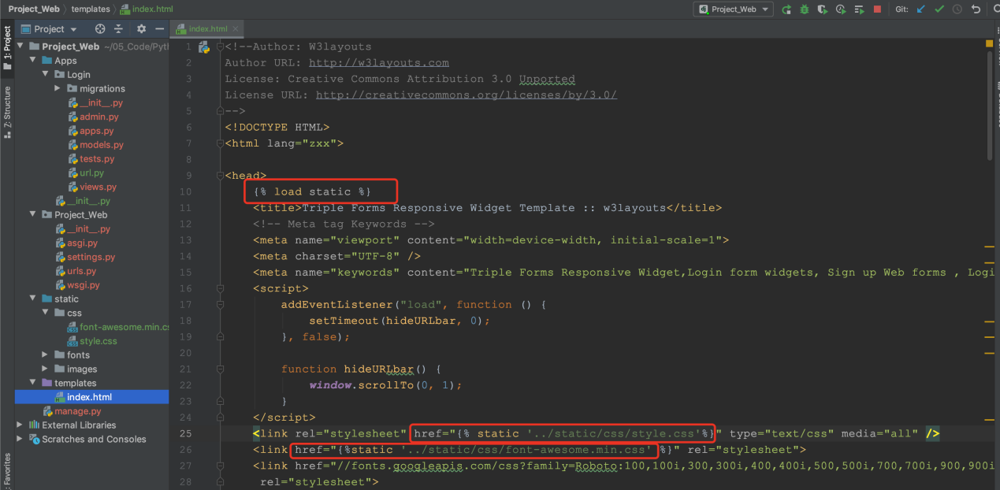 Project_Web templates index.html Project_Web Git:
1: Project
Z: Structure
Favorites
Project
Project_Web ~/05_Code/Pyth
Apps
Login
migrations
__init__.py
admin.py
apps.py
models.py
tests.py
url.py
views.py
__init__.py
Project_Web
__init__.py
asgi.py
settings.py
urls.py
wsgi.py
static
css
font-awesome.min.cs
style.css
fonts
images
templates
index.html
manage.py
External Libraries
Scratches and Consoles
index.html
1 <!--Author: W3layouts
2 Author URL: http://w3layouts.com
3 License: Creative Commons Attribution 3.0 Unported
4 License URL: http://creativecommons.org/licenses/by/3.0/
5 -->
6 <!DOCTYPE HTML>
7 <html lang="zxx">
8
9 <head>
10 {% load static %}
11 <title>Triple Forms Responsive Widget Template :: w3layouts</title>
12 <!-- Meta tag Keywords -->
13 <meta name="viewport" content="width=device-width, initial-scale=1">
14 <meta charset="UTF-8" />
15 <meta name="keywords" content="Triple Forms Responsive Widget,Login form widgets, Sign up Web forms , Logi
16 <script>
17 addEventListener("load", function () {
18 setTimeout(hideURLbar, 0);
19 }, false);
20
21 function hideURLbar() {
22 window.scrollTo(0, 1);
23 }
24 </script>
25 <link rel="stylesheet" href="{% static '../static/css/style.css'%}" type="text/css" media="all" />
26 <link href="{%static '../static/css/font-awesome.min.css' %}" rel="stylesheet">
27 <link href="//fonts.googleapis.com/css?family=Roboto:100,100i,300,300i,400,400i,500,500i,700,700i,900,900i
28 rel="stylesheet">